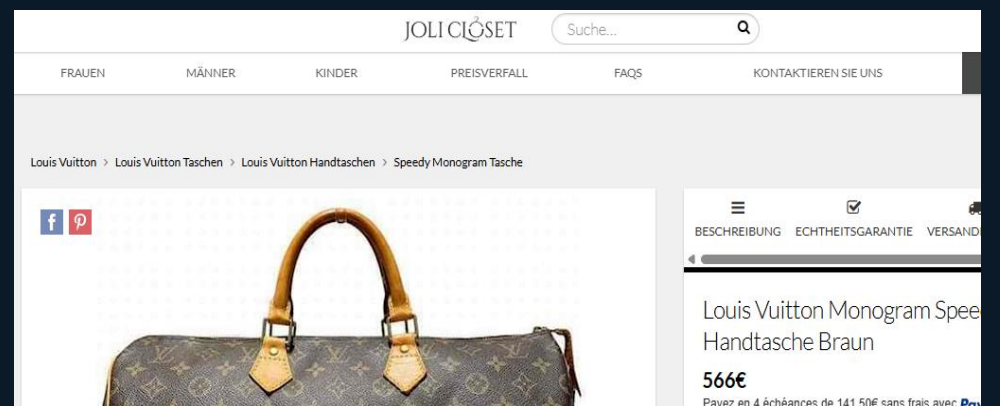 JOLI CLOSET
Suche...
FRAUEN MÄNNER KINDER PREISVERFALL FAQS KONTAKTIEREN SIE UNS
Louis Vuitton > Louis Vuitton Taschen > Louis Vuitton Handtaschen > Speedy Monogram Tasche
BESCHREIBUNG ECHTHEITSGARANTIE
Louis Vuitton Monogram
Handtasche Braun
566€
Payez en 4 échéances de 141.50€ sans frais avec